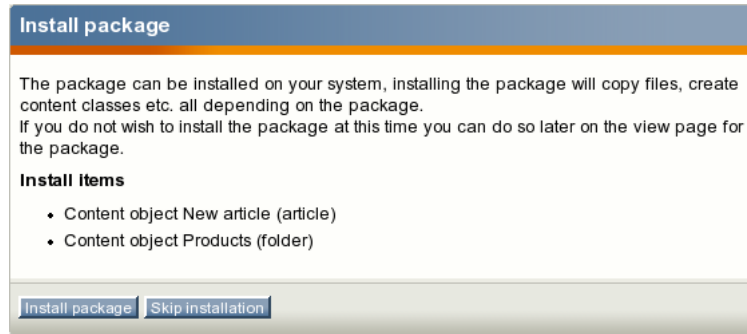 Install package
The package can be installed on your system, installing the package will copy files, create
content classes etc. all depending on the package.
If you do not wish to install the package at this time you can do so later on the view page for
the package.
Install items
• Content object New article (article)
• Content object Products (folder)
Install package Skip installation